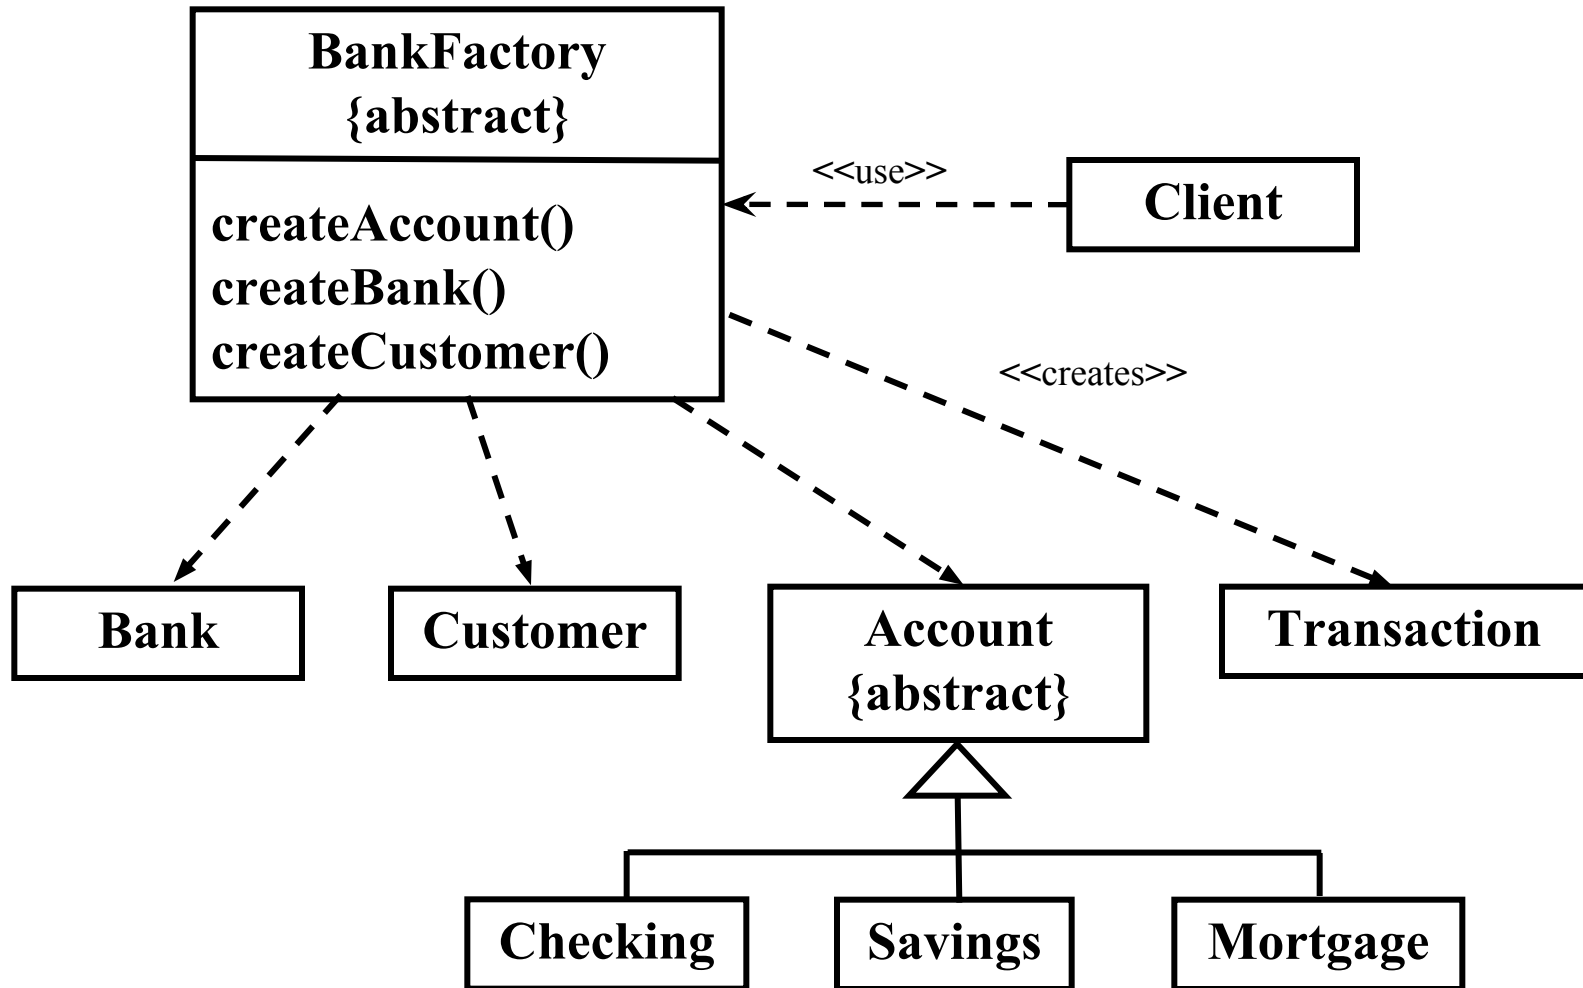 BankFactory
{abstract}
createAccount()
createBank()
createCustomer()
<<use>>
Client
<<creates>>
Bank
Customer
Account
{abstract}
Transaction
Checking
Savings
Mortgage